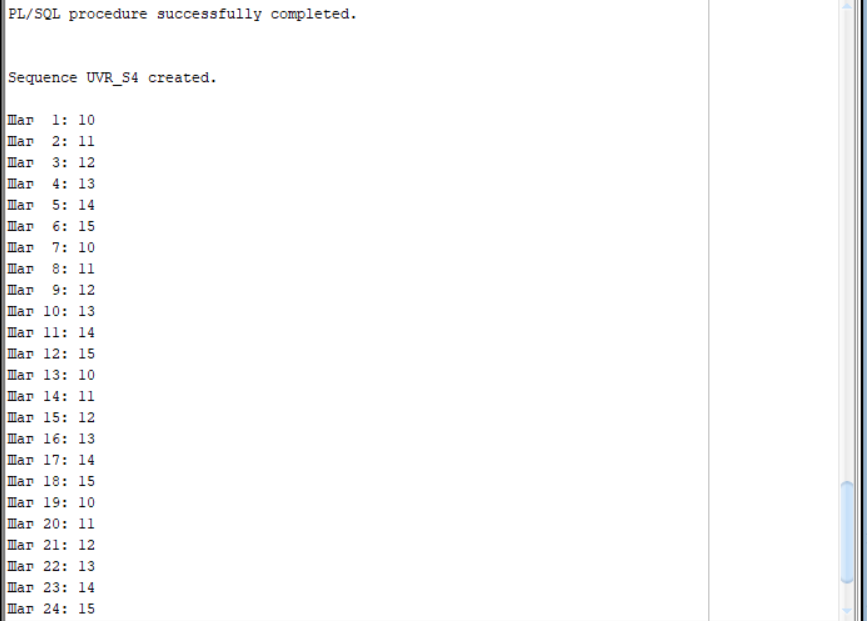 PL/SQL procedure successfully completed.
Sequence UVR_S4 created.
Шаг  1: 10
Шаг  2: 11
Шаг  3: 12
Шаг  4: 13
Шаг  5: 14
Шаг  6: 15
Шаг  7: 10
Шаг  8: 11
Шаг  9: 12
Шаг 10: 13
Шаг 11: 14
Шаг 12: 15
Шаг 13: 10
Шаг 14: 11
Шаг 15: 12
Шаг 16: 13
Шаг 17: 14
Шаг 18: 15
Шаг 19: 10
Шаг 20: 11
Шаг 21: 12
Шаг 22: 13
Шаг 23: 14
Шаг 24: 15